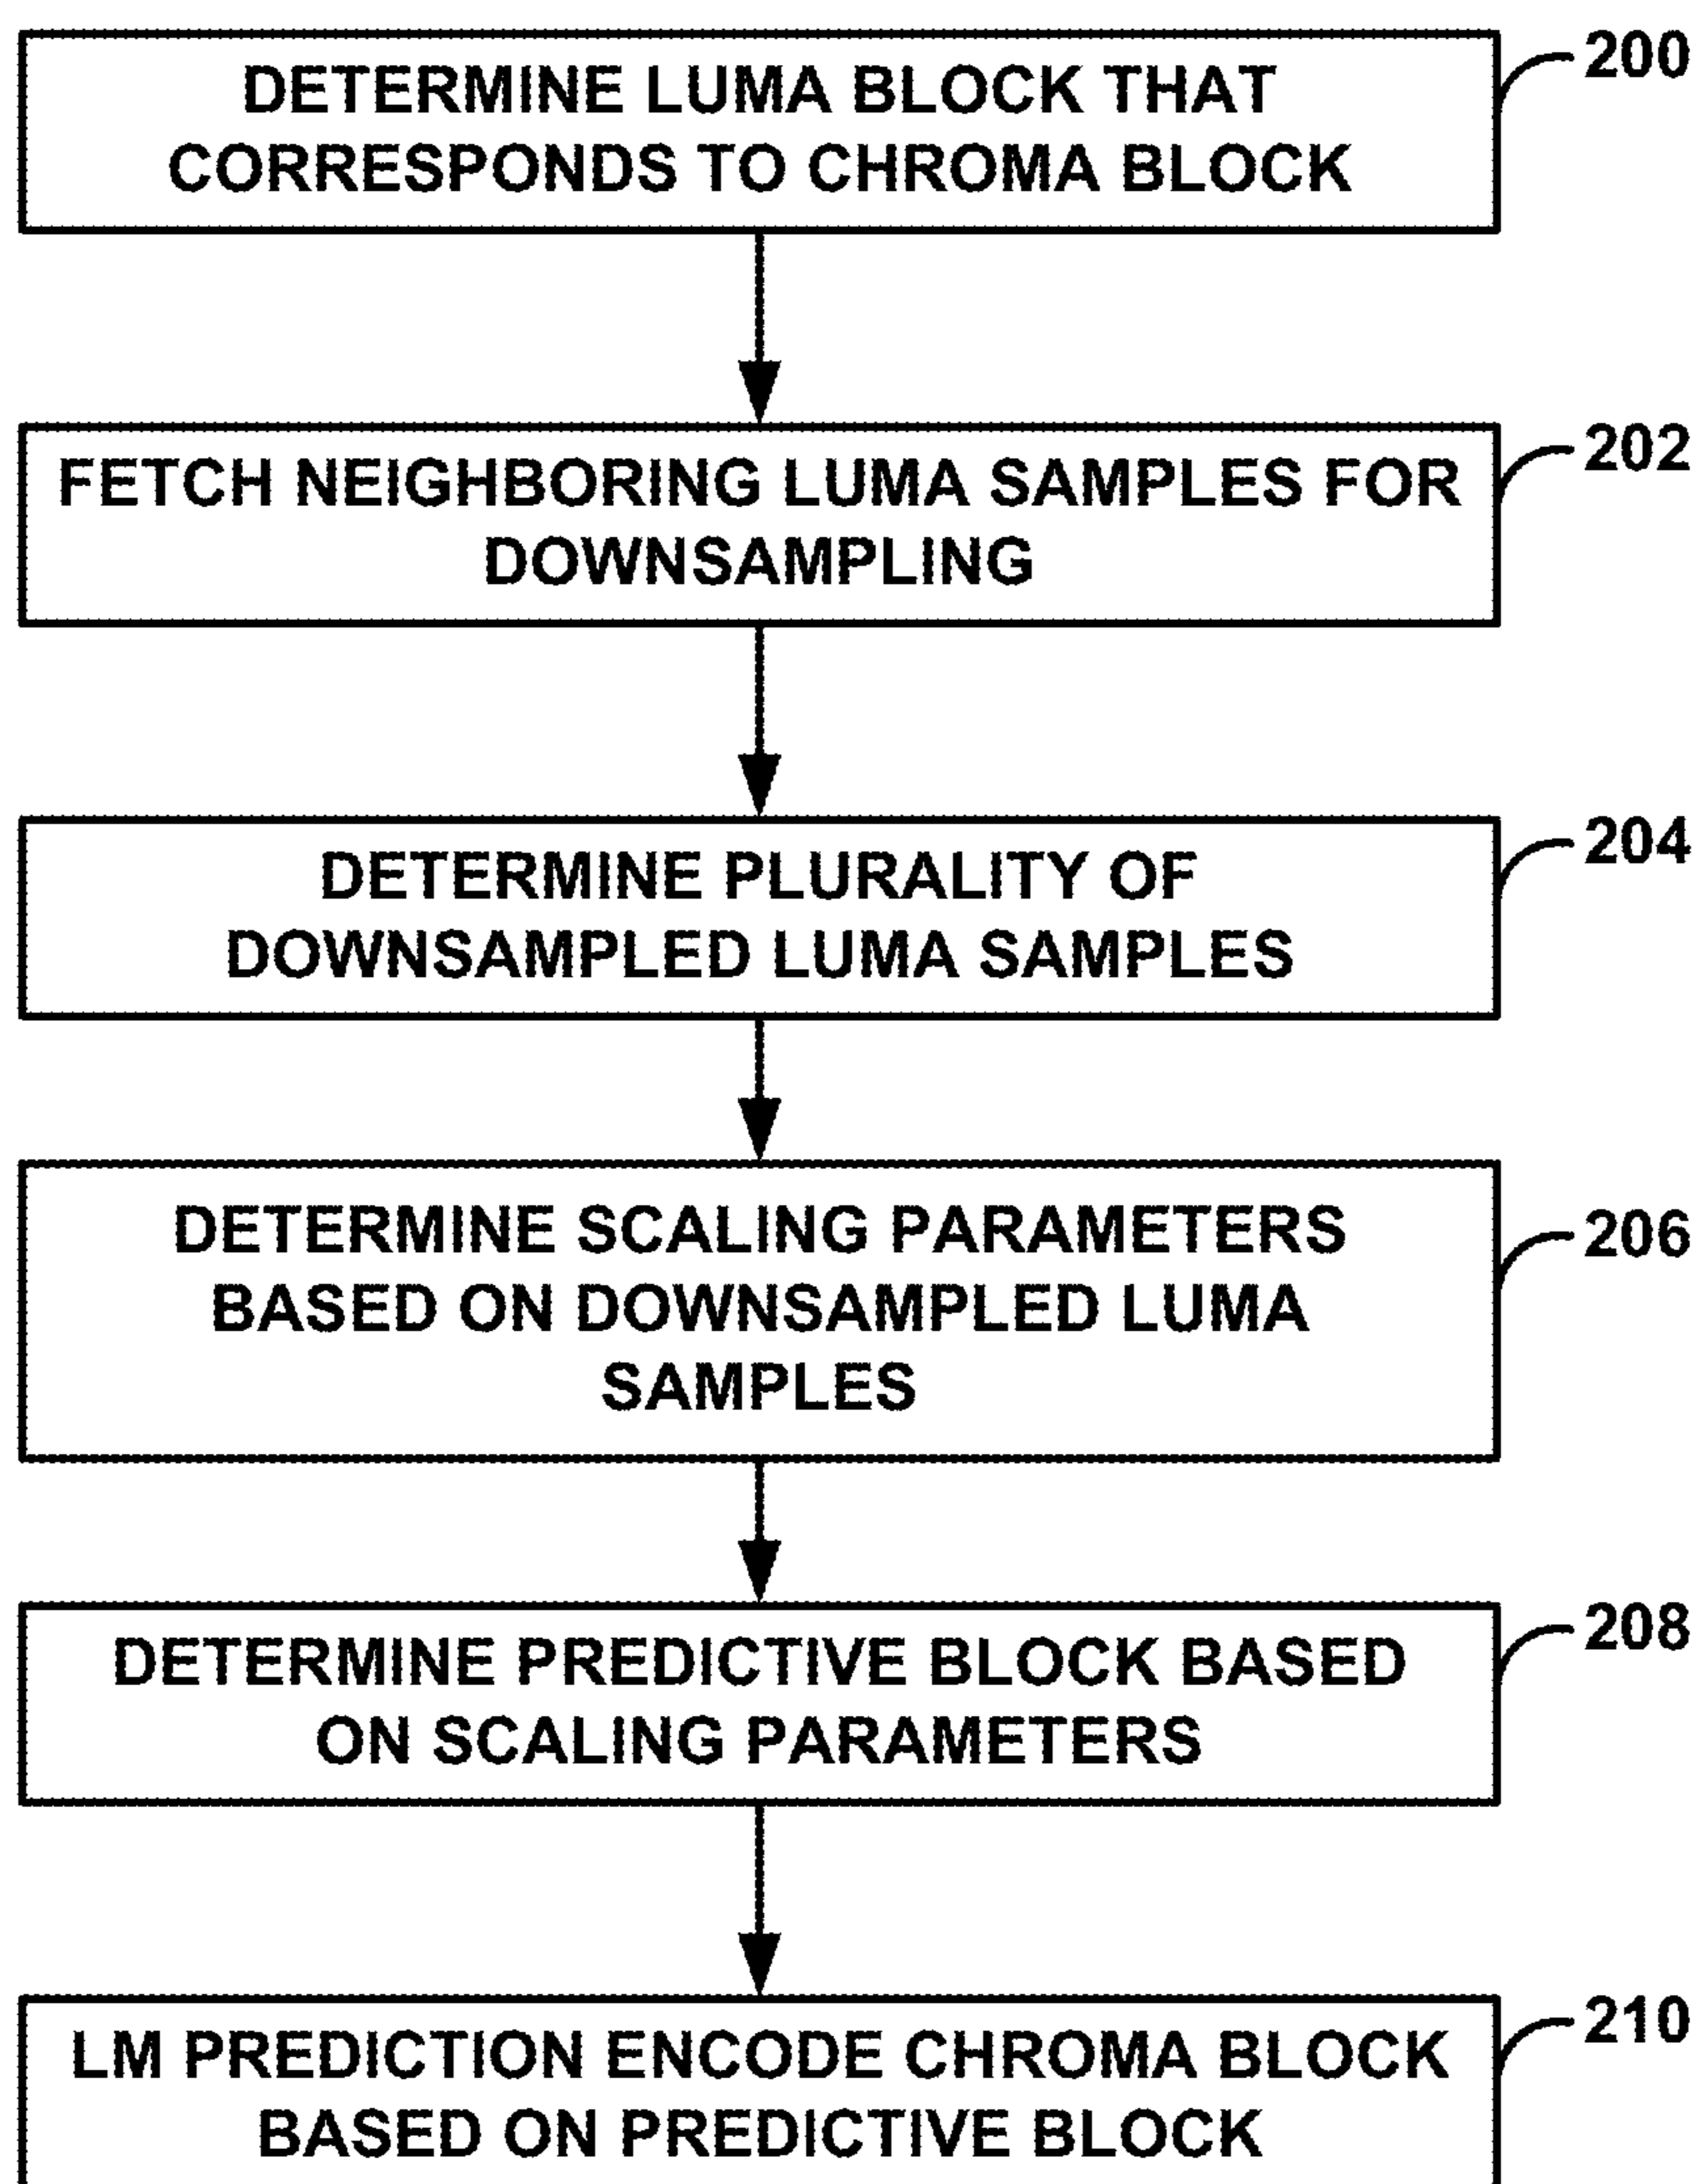 DETERMINE LUMA BLOCK THAT
CORRESPONDS TO CHROMA BLOCK
200
FETCH NEIGHBORING LUMA SAMPLES FOR
DOWNSAMPLING
202
DETERMINE PLURALITY OF
DOWNSAMPLED LUMA SAMPLES
204
DETERMINE SCALING PARAMETERS
BASED ON DOWNSAMPLED LUMA
SAMPLES
206
DETERMINE PREDICTIVE BLOCK BASED
ON SCALING PARAMETERS
208
LM PREDICTION ENCODE CHROMA BLOCK
BASED ON PREDICTIVE BLOCK
210